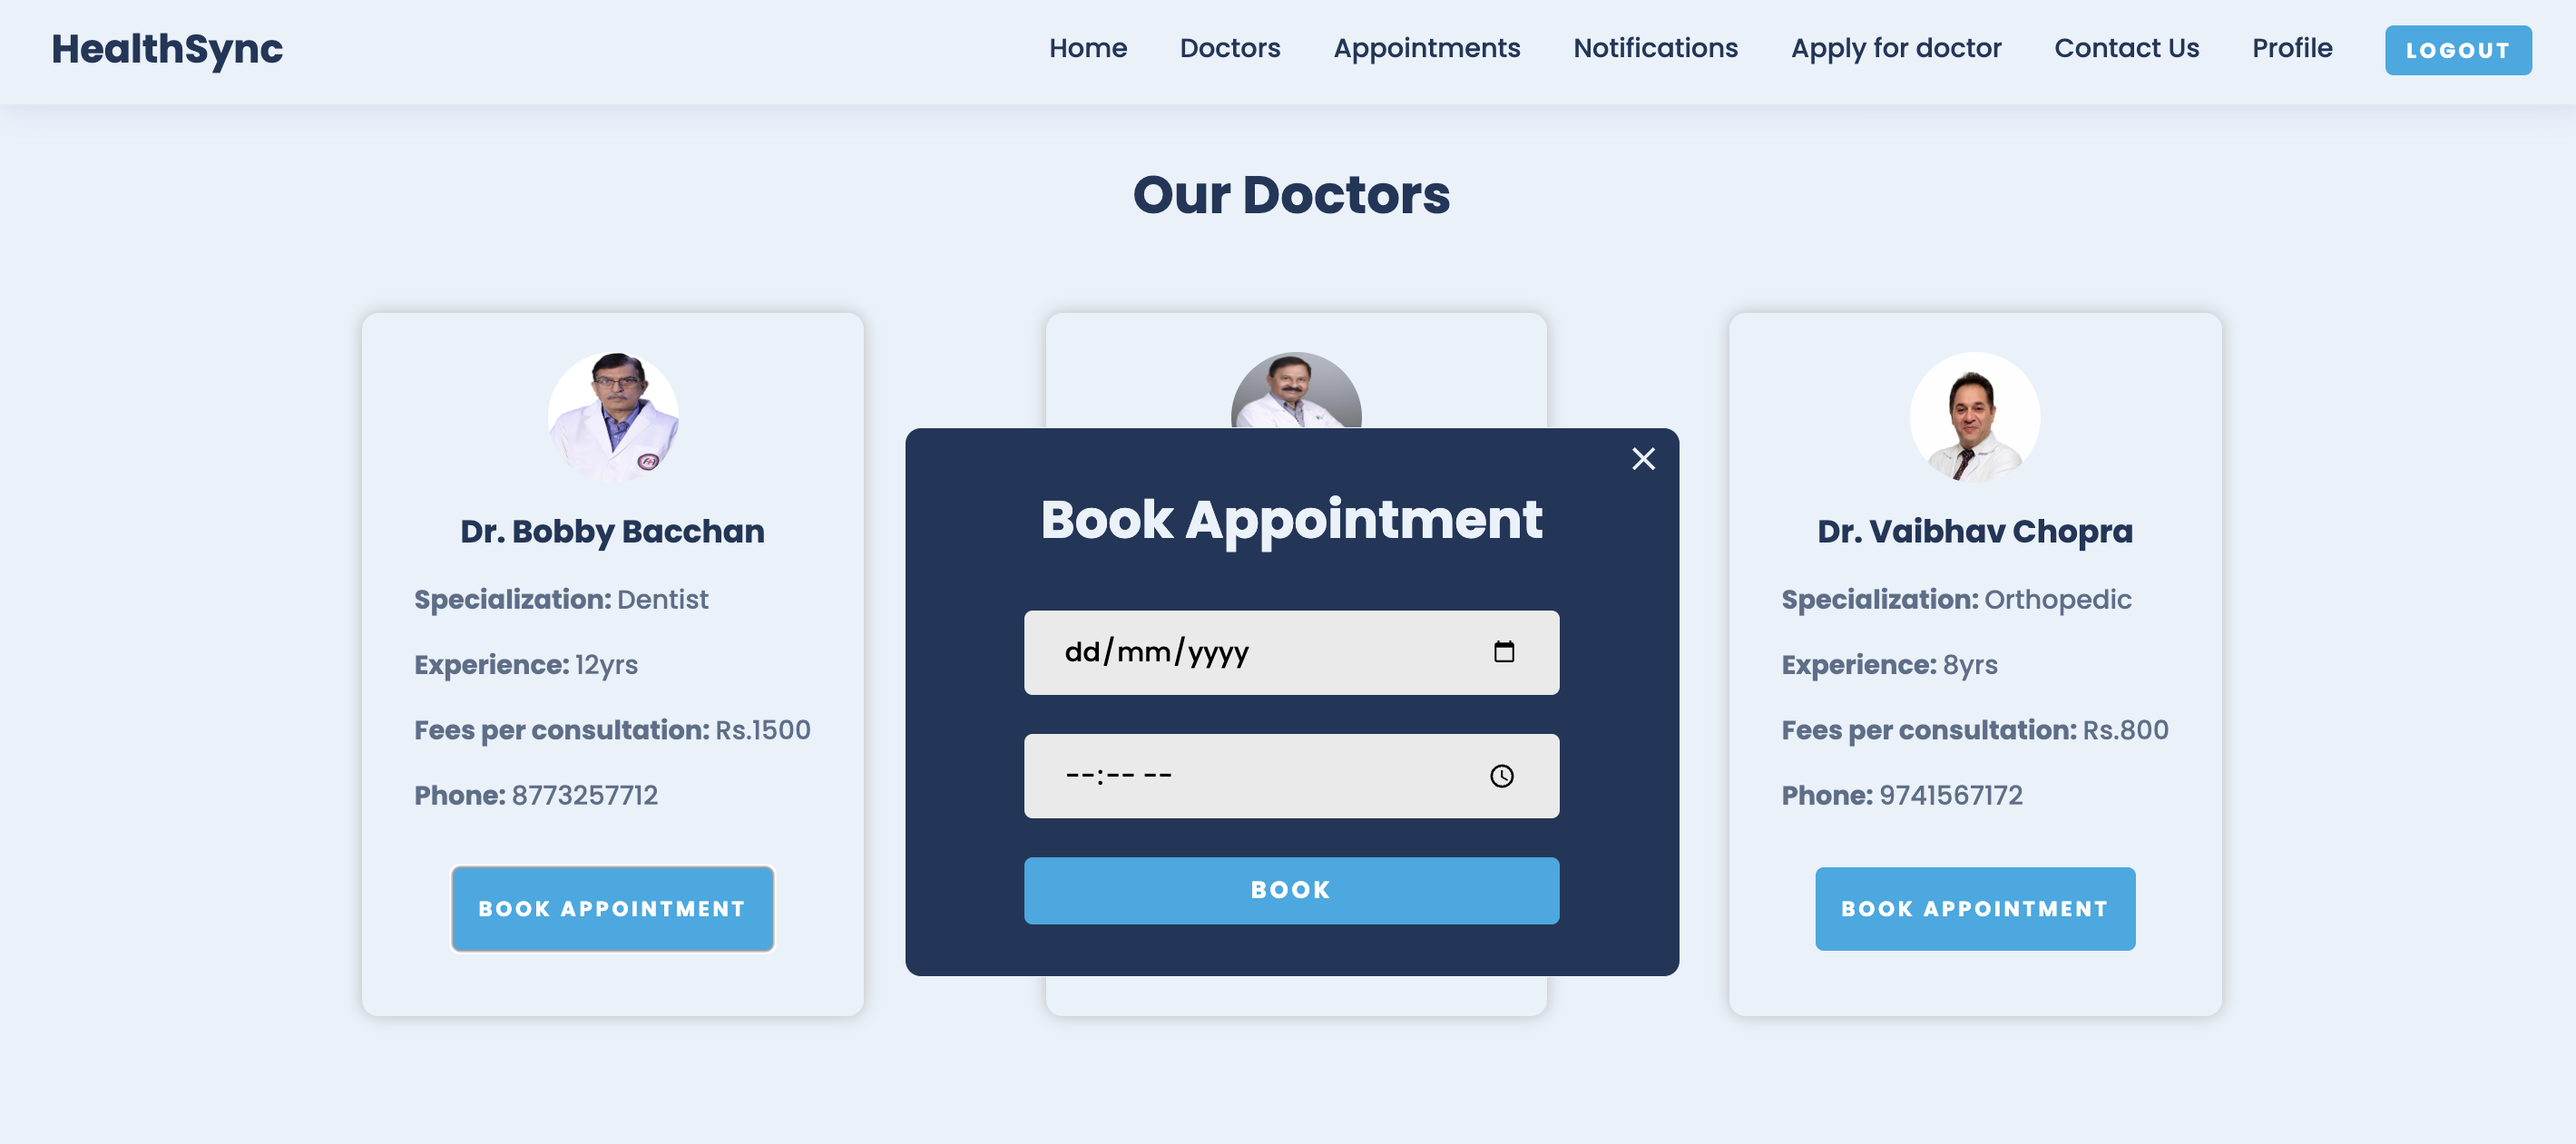 HealthSync
Home Doctors Appointments Notifications Apply for doctor Contact Us Profile LOGOUT
Our Doctors
Dr. Bobby Bacchan
Specialization: Dentist
Experience: 12yrs
Fees per consultation: Rs.1500
Phone: 8773257712
BOOK APPOINTMENT
Book Appointment
dd/mm/yyyy
--:-- --
BOOK
Dr. Vaibhav Chopra
Specialization: Orthopedic
Experience: 8yrs
Fees per consultation: Rs.800
Phone: 9741567172
BOOK APPOINTMENT